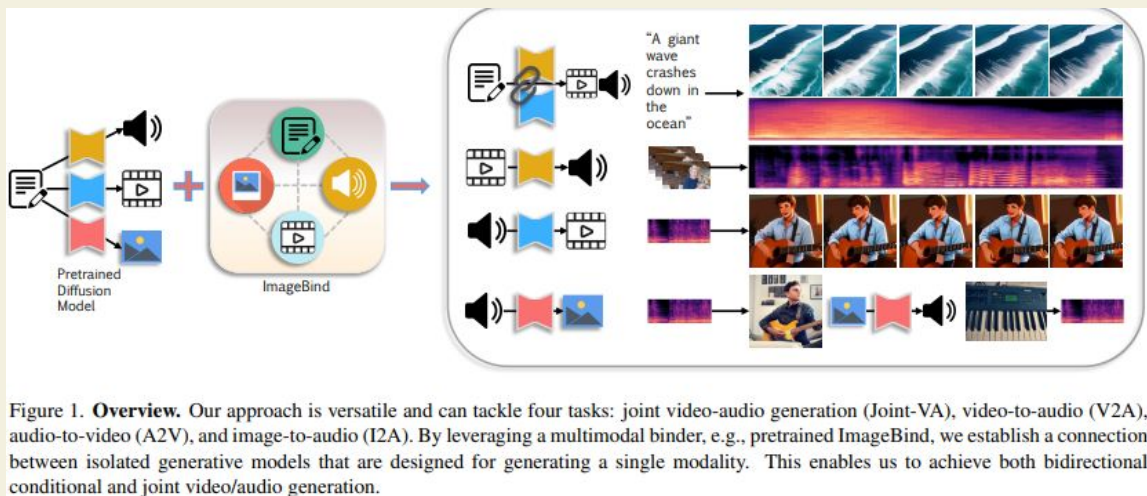 “A giant
wave
crashes
down in
the
ocean”
Pretrained
Diffusion
Model
ImageBind
Figure 1. Overview. Our approach is versatile and can tackle four tasks: joint video-audio generation (Joint-VA), video-to-audio (V2A),
audio-to-video (A2V), and image-to-audio (I2A). By leveraging a multimodal binder, e.g., pretrained ImageBind, we establish a connection
between isolated generative models that are designed for generating a single modality. This enables us to achieve both bidirectional
conditional and joint video/audio generation.